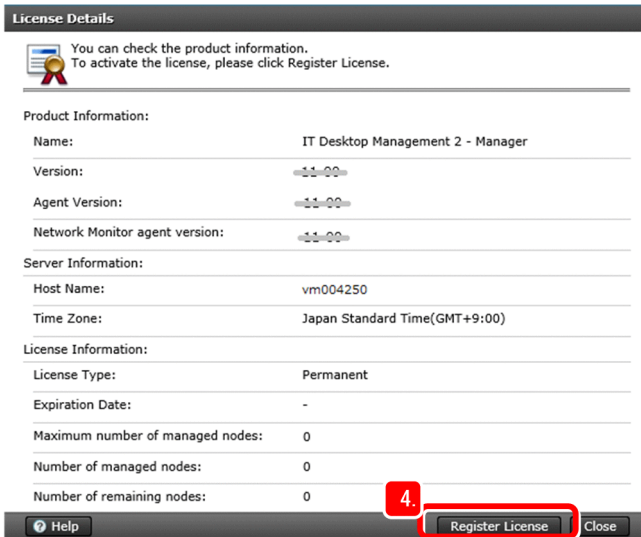 License Details
You can check the product information.
To activate the license, please click Register License.
Product Information:
Name: IT Desktop Management 2 - Manager
Version:
Agent Version:
Network Monitor agent version:
Server Information:
Host Name: vm004250
Time Zone: Japan Standard Time(GMT+9:00)
License Information:
License Type: Permanent
Expiration Date: -
Maximum number of managed nodes: 0
Number of managed nodes: 0
Number of remaining nodes: 0
4.
Help Register License Close